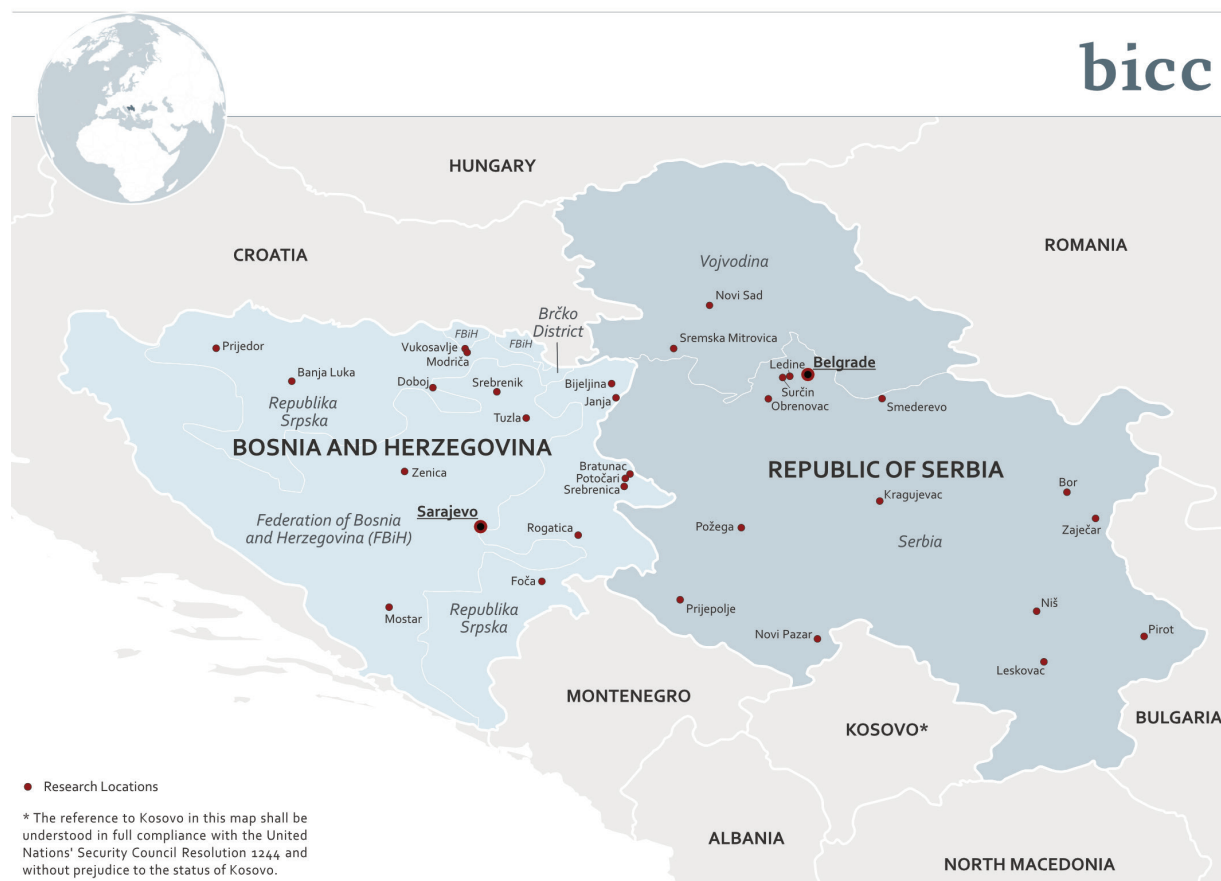 bicc
HUNGARY
CROATIA
ROMANIA
Vojvodina
Novi Sad
Brčko
District
FBiH
FBiH
Prijedor
Vukosavlje
Modriča
Sremska Mitrovica
Ledine
Belgrade
Surčin
Obrenovac
Smederevo
Banja Luka
Doboj
Srebrenik
Bijeljina
Janja
Republika
Srpska
Tuzla
BOSNIA AND HERZEGOVINA
REPUBLIC OF SERBIA
Zenica
Bratunac
Potočari
Srebrenica
Kragujevac
Bor
Sarajevo
Federation of Bosnia
and Herzegovina (FBiH)
Rogatica
Požega
Zaječar
Serbia
Foča
Mostar
Republika
Srpska
Prijepolje
Novi Pazar
Niš
Pirot
Leskovac
MONTENEGRO
KOSOVO*
BULGARIA
ALBANIA
NORTH MACEDONIA
Research Locations
* The reference to Kosovo in this map shall be
understood in full compliance with the United
Nations' Security Council Resolution 1244 and
without prejudice to the status of Kosovo.